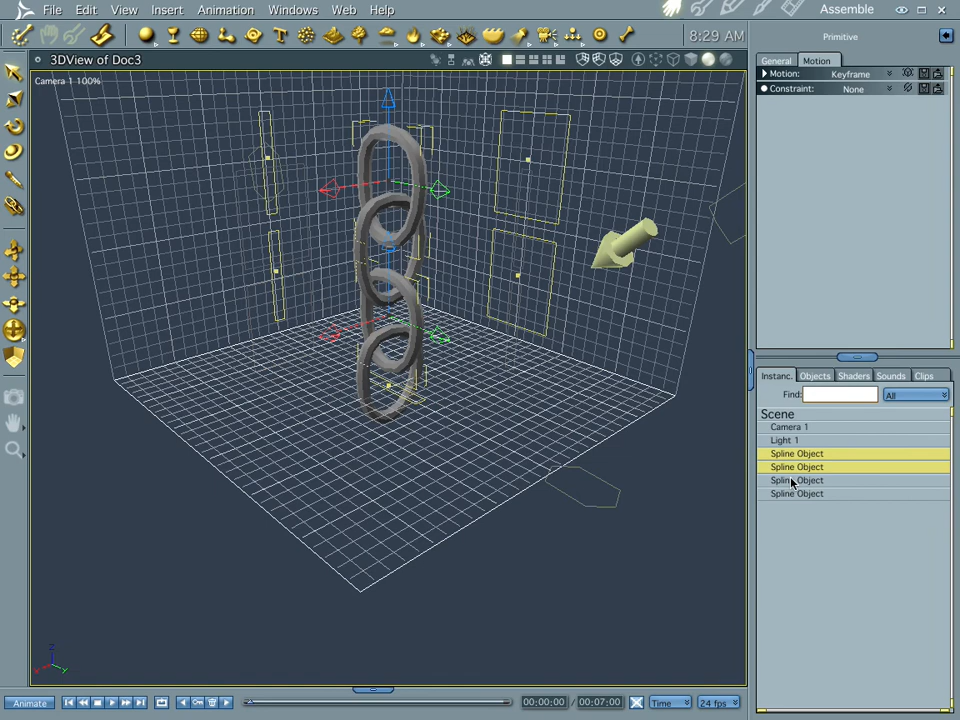 File Edit View Insert Animation Windows Web Help Assemble
8:29 AM
3DView of Doc3
Camera 1 100%
Primitive
General Motion
Motion: Keyframe
Constraint: None
Instanc. Objects Shaders Sounds Clips
Find: All
Scene
Camera 1
Light 1
Spline Object
Spline Object
Spline Object
Spline Object
Z
X Y
Animate 00:00:00 / 00:07:00 Time 24 fps